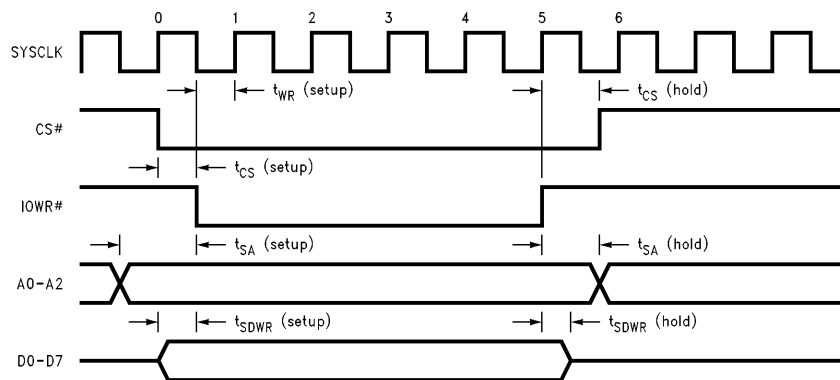 0 1 2 3 4 5 6
SYSCLK
t_WR (setup) t_CS (hold)
CS#
t_CS (setup)
IOWR#
t_SA (setup) t_SA (hold)
A0-A2
t_SDWR (setup) t_SDWR (hold)
D0-D7